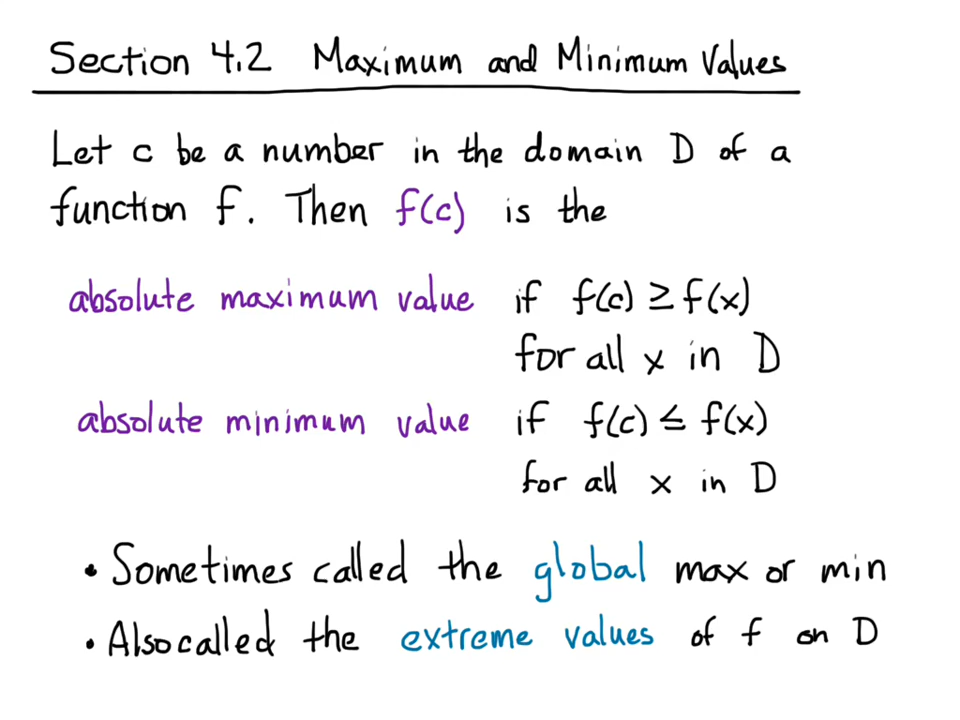 Section 4.2 Maximum and Minimum Values
Let c be a number in the domain D of a
function f. Then f(c) is the
absolute maximum value if f(c) ≥ f(x)
for all x in D
absolute minimum value if f(c) ≤ f(x)
for all x in D
• Sometimes called the global max or min
• Also called the extreme values of f on D